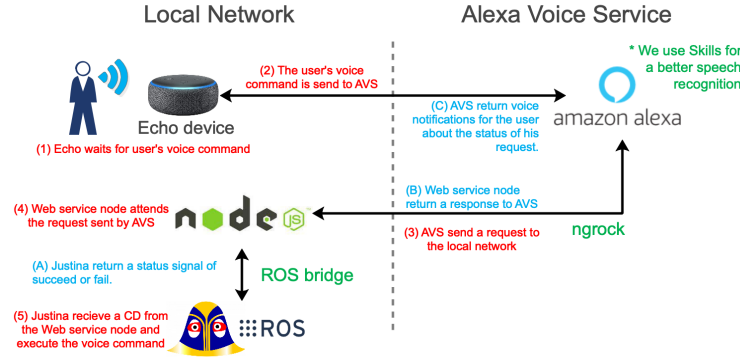 Local Network
Alexa Voice Service
* We use Skills for
a better speech
recognition
(2) The user's voice
command is send to AVS
Echo device
(1) Echo waits for user's voice command
(C) AVS return voice
notifications for the user
about the status of his
request.
amazon alexa
(4) Web service node attends
the request sent by AVS
node
JS
(B) Web service node
return a response to AVS
(3) AVS send a request to
the local network
ngrock
(A) Justina return a status signal of
succeed or fail.
ROS bridge
(5) Justina recieve a CD from
the Web service node and
execute the voice command
ROS